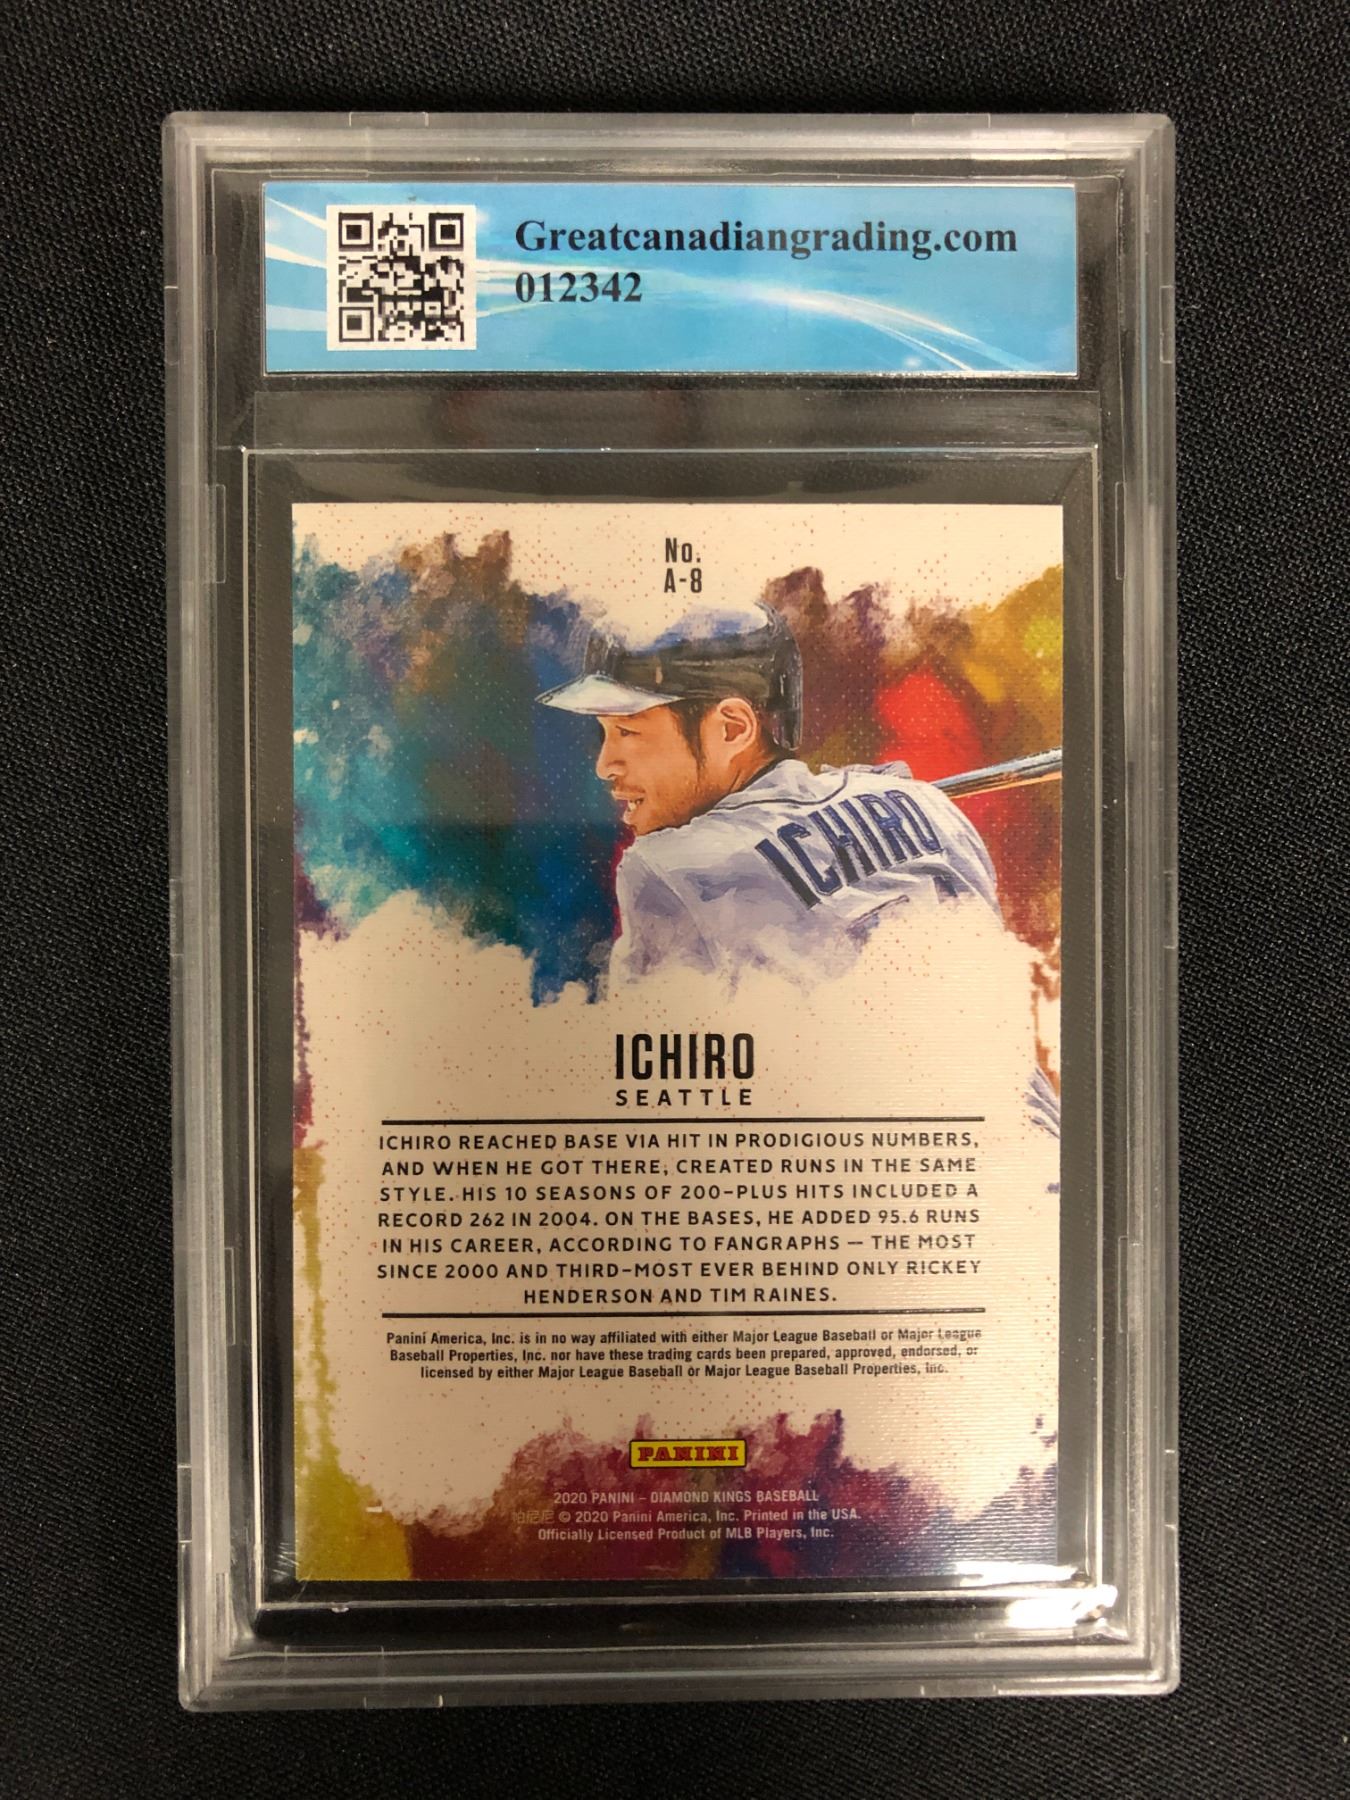 Greatcanadiangrading.com
012342
No.
A-8
ICHIRO
ICHIRO
SEATTLE
ICHIRO REACHED BASE VIA HIT IN PRODIGIOUS NUMBERS,
AND WHEN HE GOT THERE, CREATED RUNS IN THE SAME
STYLE. HIS 10 SEASONS OF 200-PLUS HITS INCLUDED A
RECORD 262 IN 2004. ON THE BASES, HE ADDED 95.6 RUNS
IN HIS CAREER, ACCORDING TO FANGRAPHS — THE MOST
SINCE 2000 AND THIRD-MOST EVER BEHIND ONLY RICKEY
HENDERSON AND TIM RAINES.
Panini America, Inc. is in no way affiliated with either Major League Baseball or Major League
Baseball Properties, Inc. nor have these trading cards been prepared, approved, endorsed, or
licensed by either Major League Baseball or Major League Baseball Properties, Inc.
PANINI
2020 PANINI – DIAMOND KINGS BASEBALL
帕尼尼 © 2020 Panini America, Inc. Printed in the USA.
Officially Licensed Product of MLB Players, Inc.